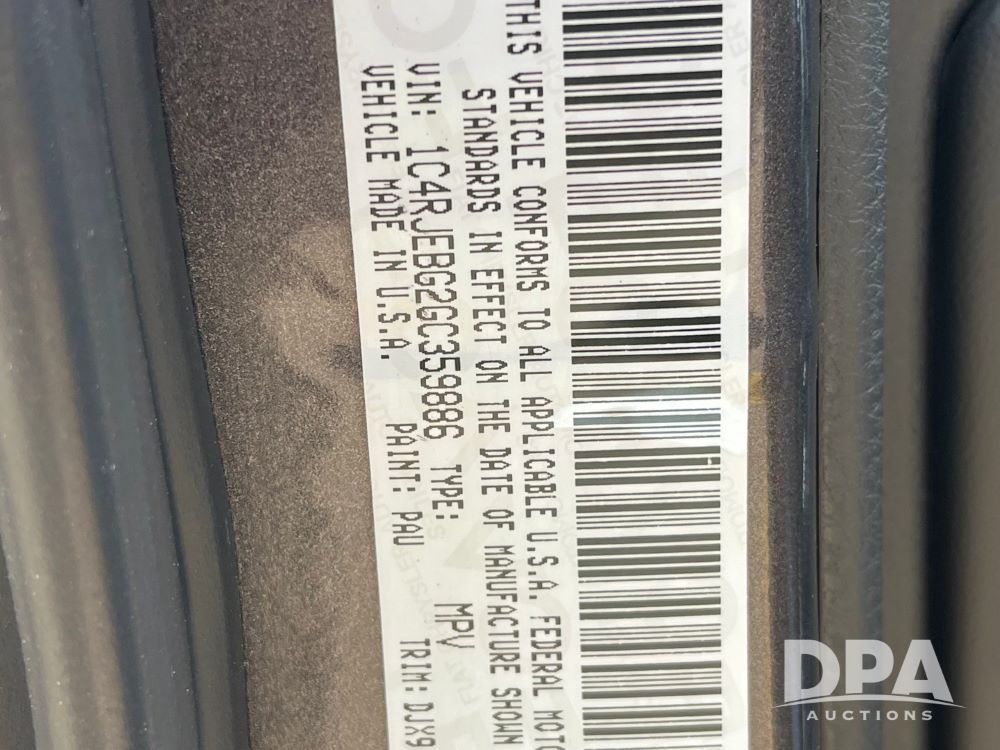 THIS VEHICLE CONFORMS TO ALL APPLICABLE U.S.A. FEDERAL MOTO
STANDARDS IN EFFECT ON THE DATE OF MANUFACTURE SHOWN
VIN: 1C4RJEBG2GC359886 TYPE: MPV
VEHICLE MADE IN U.S.A. PAINT: PAU TRIM: DJX9
DPA
AUCTIONS